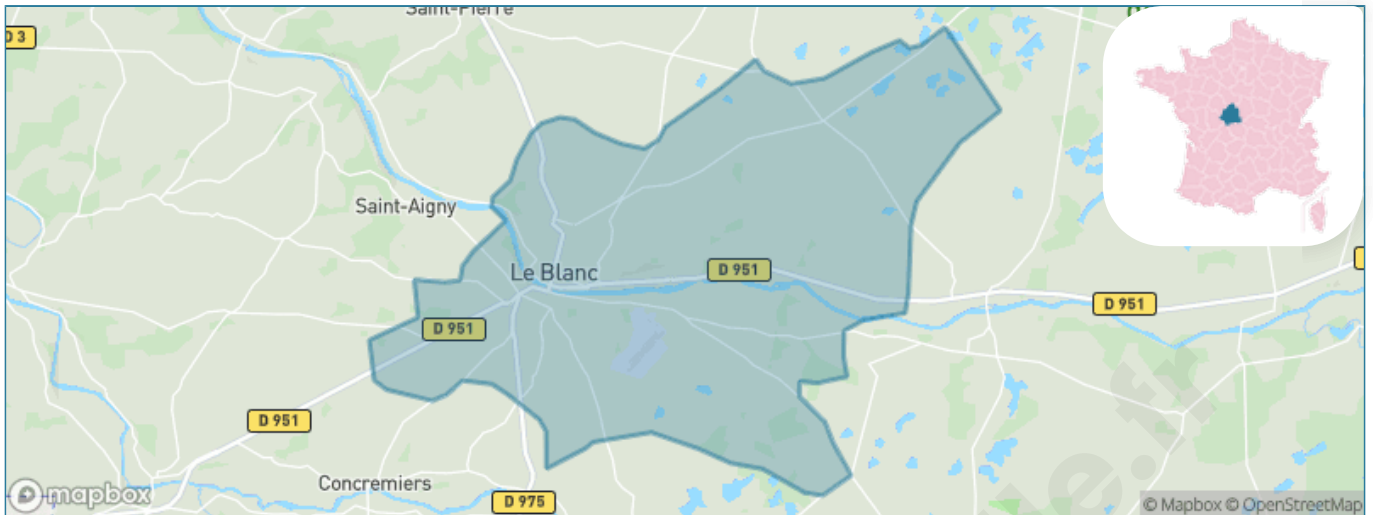 Saint-Pierre
D 3
Saint-Aigny
Le Blanc
D 951
D 951
D 951
D 951
Concremiers
D 975
mapbox
© Mapbox © OpenStreetMap